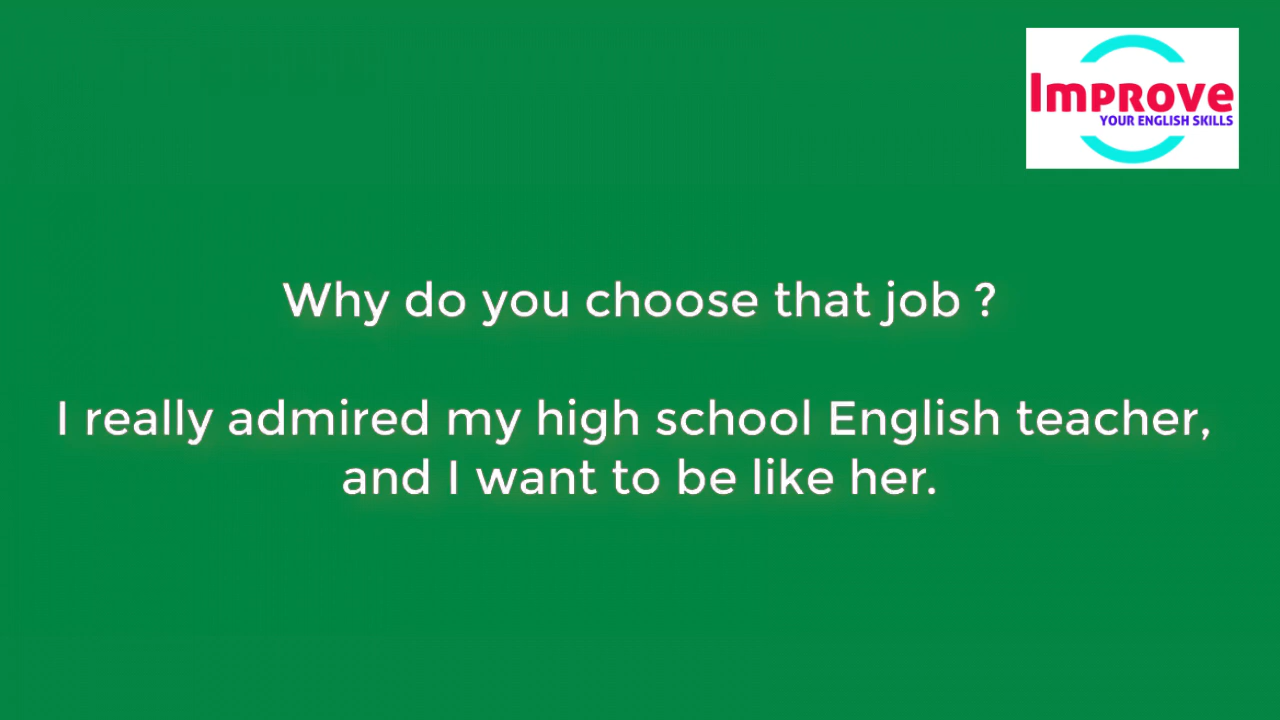 Improve
YOUR ENGLISH SKILLS
Why do you choose that job ?
I really admired my high school English teacher,
and I want to be like her.